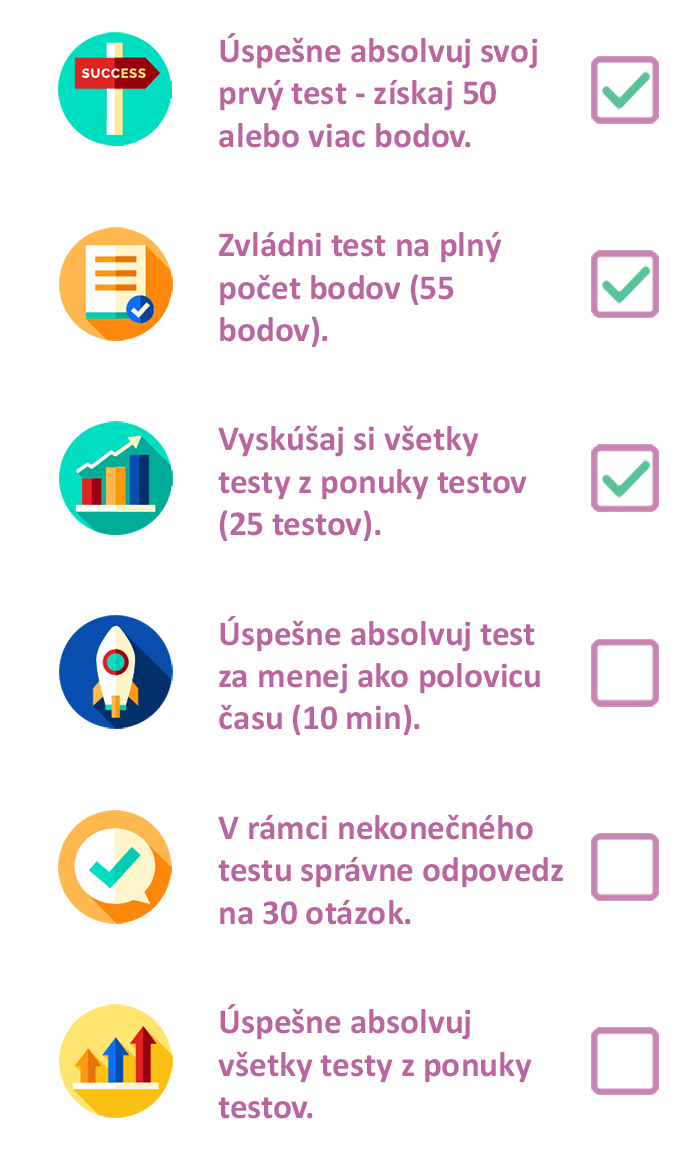 SUCCESS
Úspešne absolvuj svoj
prvý test - získaj 50
alebo viac bodov.
Zvládni test na plný
počet bodov (55
bodov).
Vyskúšaj si všetky
testy z ponuky testov
(25 testov).
Úspešne absolvuj test
za menej ako polovicu
času (10 min).
V rámci nekonečného
testu správne odpovedz
na 30 otázok.
Úspešne absolvuj
všetky testy z ponuky
testov.